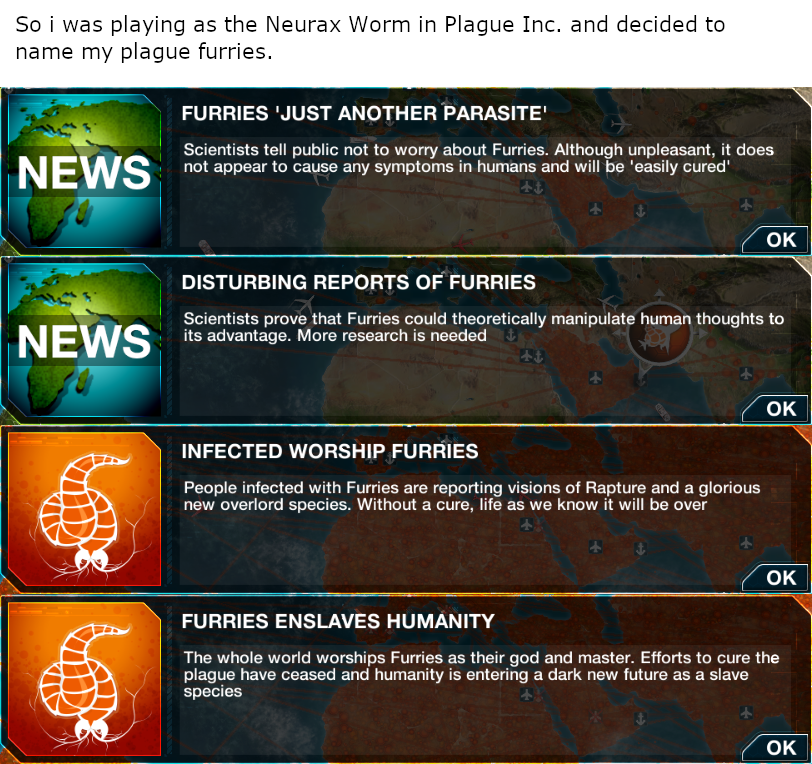 So i was playing as the Neurax Worm in Plague Inc. and decided to
name my plague furries.
NEWS
FURRIES 'JUST ANOTHER PARASITE'
Scientists tell public not to worry about Furries. Although unpleasant, it does
not appear to cause any symptoms in humans and will be 'easily cured'
OK
NEWS
DISTURBING REPORTS OF FURRIES
Scientists prove that Furries could theoretically manipulate human thoughts to
its advantage. More research is needed
OK
INFECTED WORSHIP FURRIES
People infected with Furries are reporting visions of Rapture and a glorious
new overlord species. Without a cure, life as we know it will be over
OK
FURRIES ENSLAVES HUMANITY
The whole world worships Furries as their god and master. Efforts to cure the
plague have ceased and humanity is entering a dark new future as a slave
species
OK